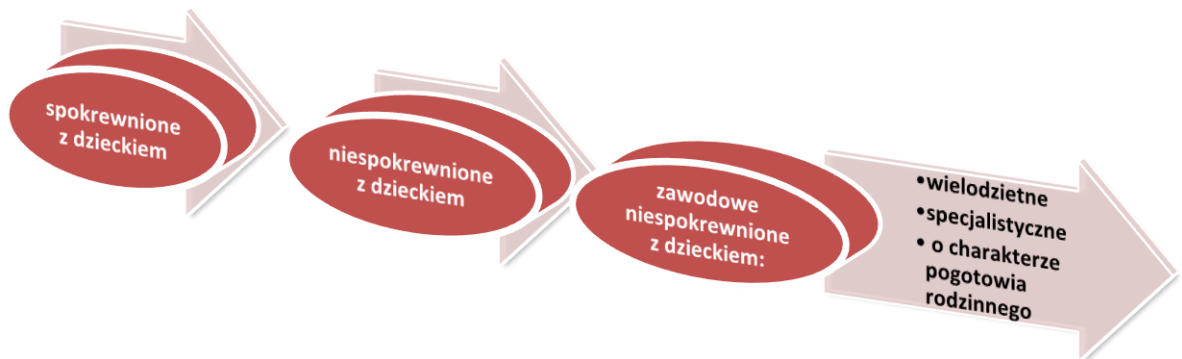 spokrewnione
z dzieckiem
niespokrewnione
z dzieckiem
zawodowe
niespokrewnione
z dzieckiem:
•wielodzietne
•specjalistyczne
• o charakterze
pogotowia
rodzinnego